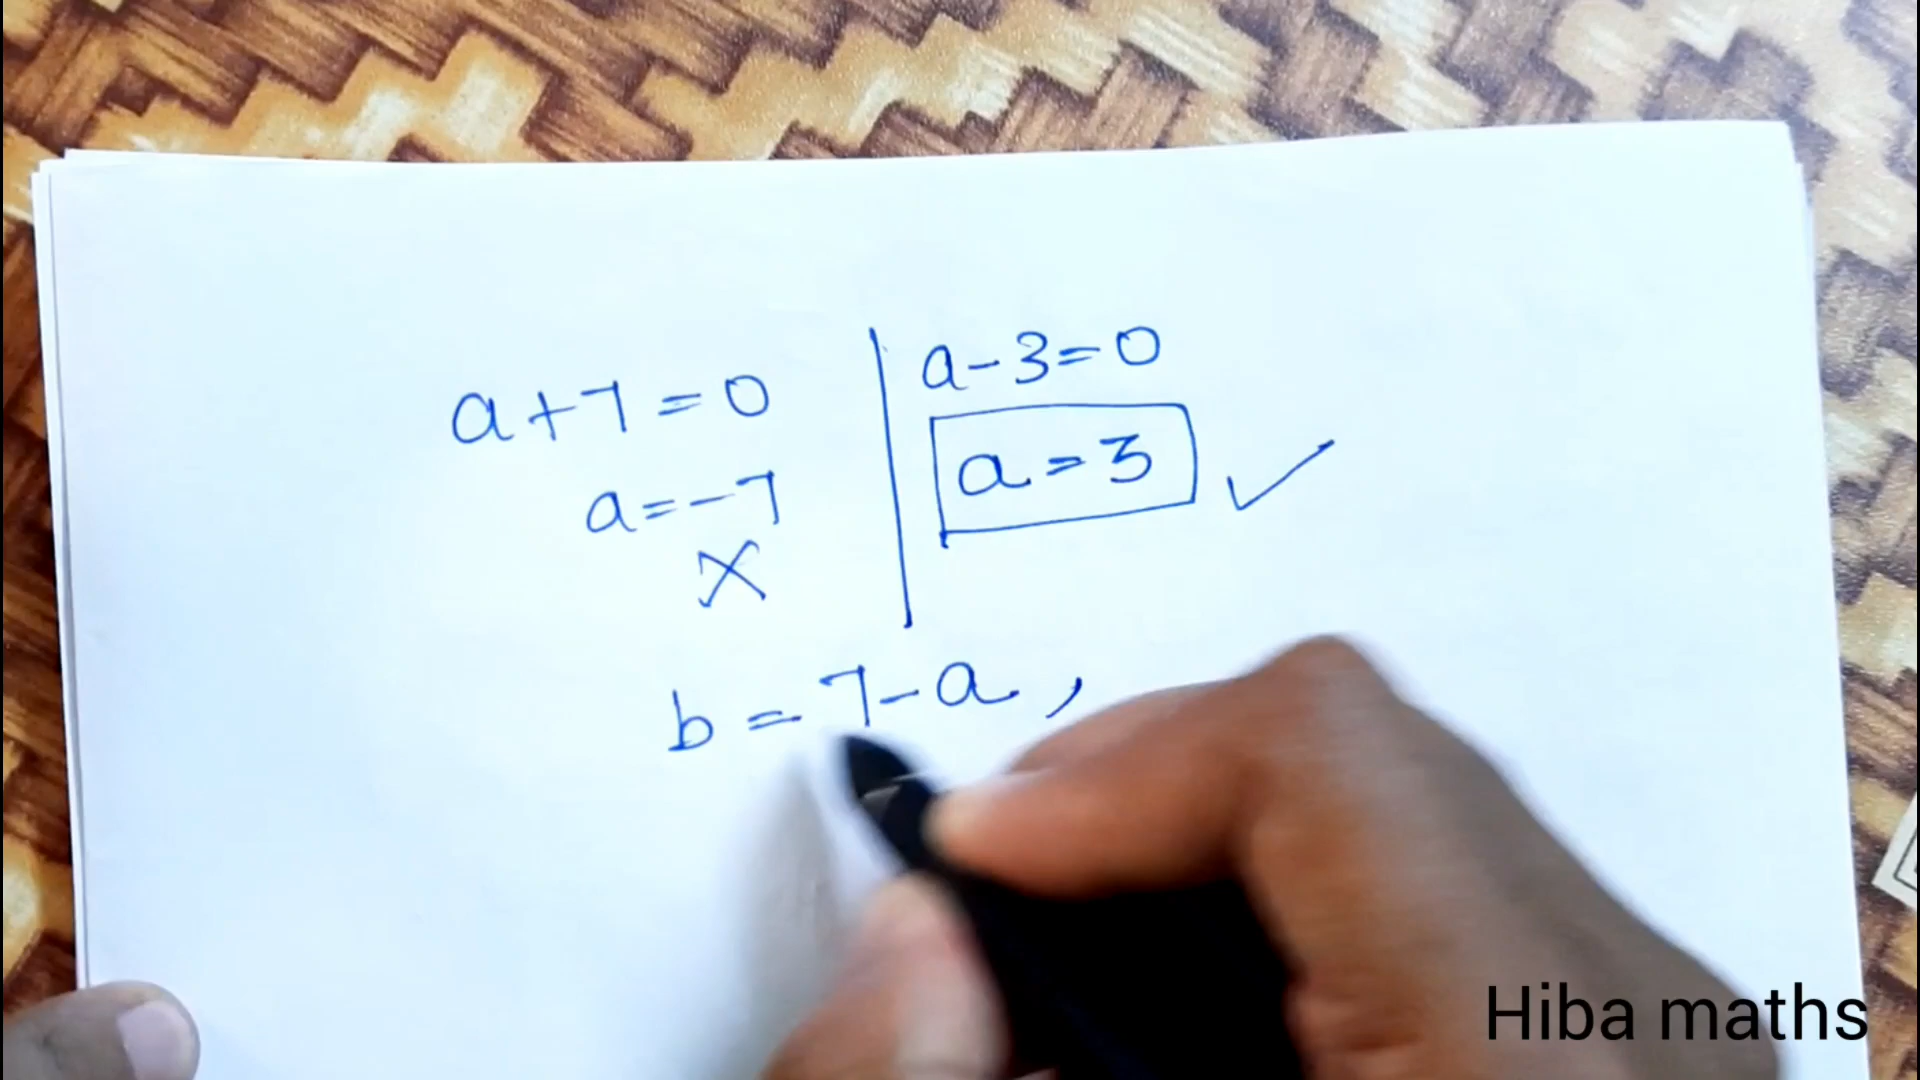 a+7=0
a=-7
X
a-3=0
a=3 ✓
b=7-a,
Hiba maths